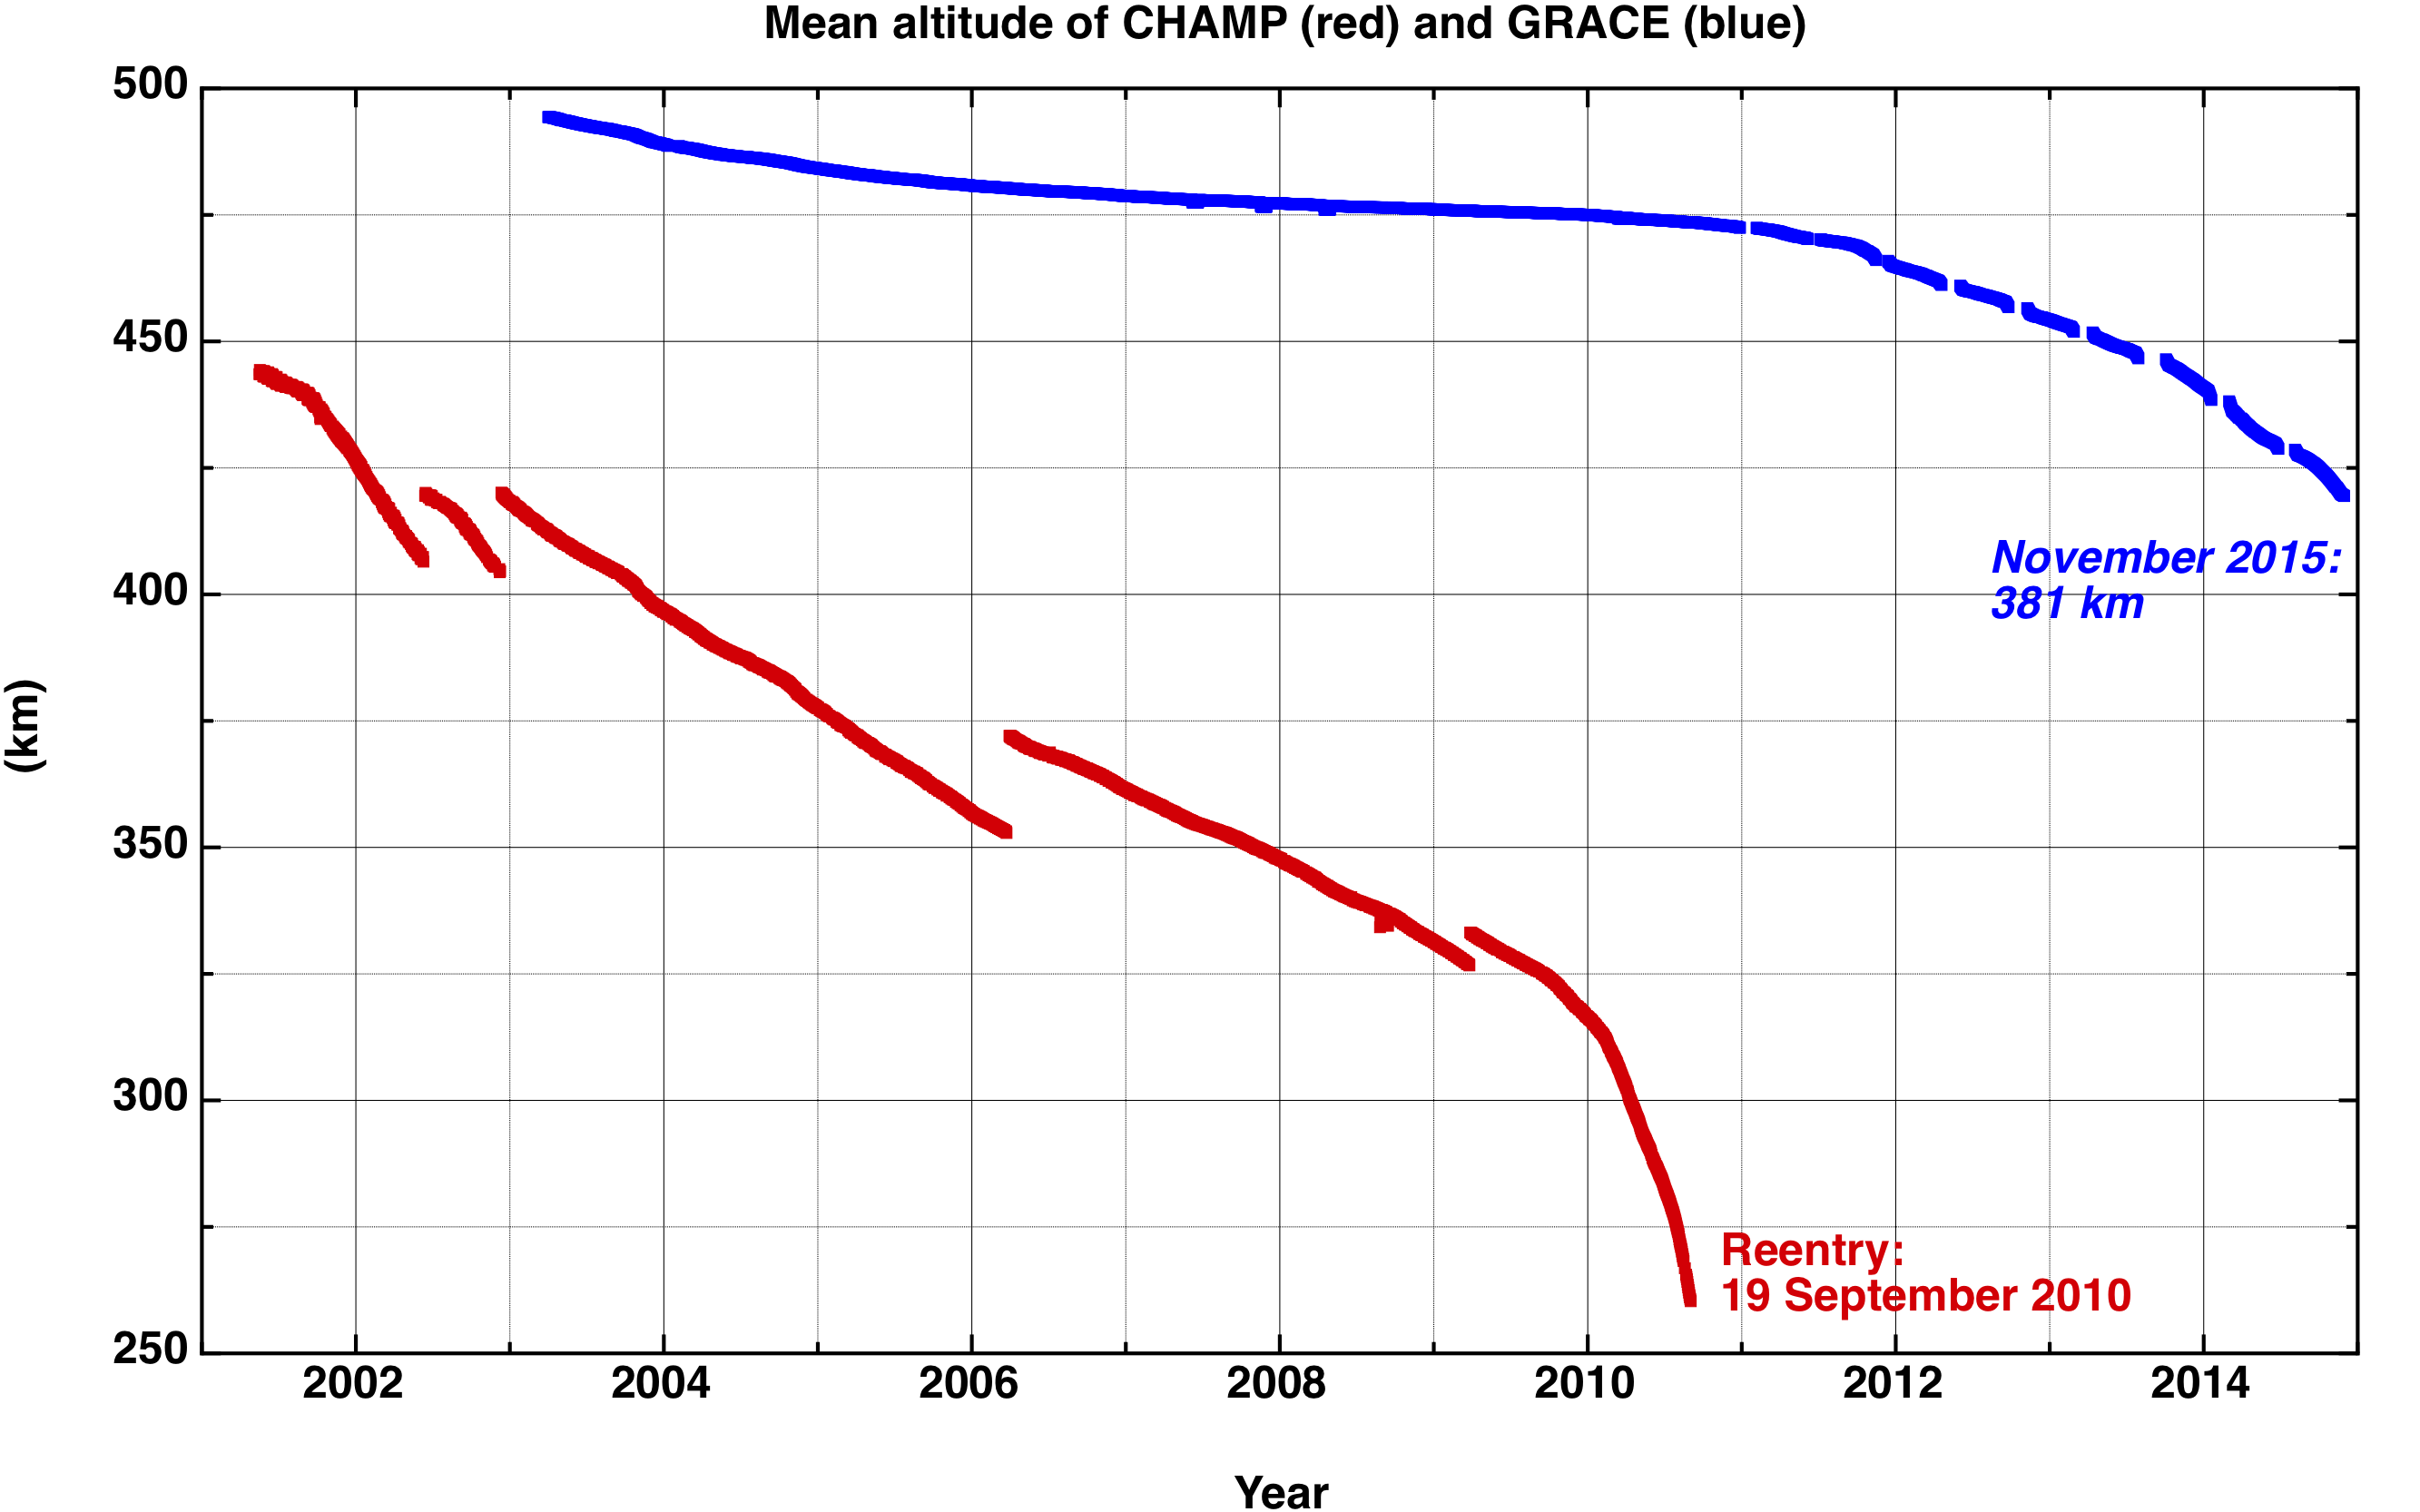 Mean altitude of CHAMP (red) and GRACE (blue)
500
450
400
350
300
250
(km)
November 2015:
381 km
Reentry:
19 September 2010
2002 2004 2006 2008 2010 2012 2014
Year